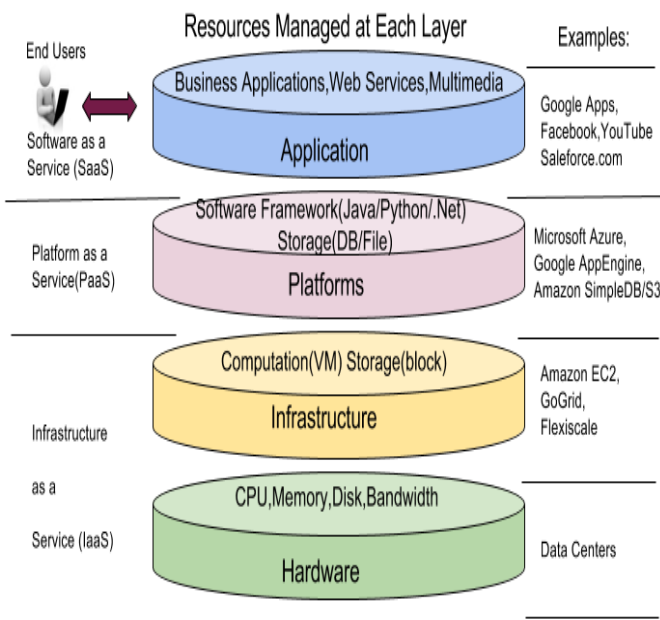 Resources Managed at Each Layer
End Users
Examples:
Business Applications,Web Services,Multimedia
Application
Software as a
Service (SaaS)
Google Apps,
Facebook,YouTube
Saleforce.com
Software Framework(Java/Python/.Net)
Storage(DB/File)
Platforms
Platform as a
Service(PaaS)
Microsoft Azure,
Google AppEngine,
Amazon SimpleDB/S3
Computation(VM) Storage(block)
Infrastructure
Amazon EC2,
GoGrid,
Flexiscale
Infrastructure
as a
Service (IaaS)
CPU,Memory,Disk,Bandwidth
Hardware
Data Centers